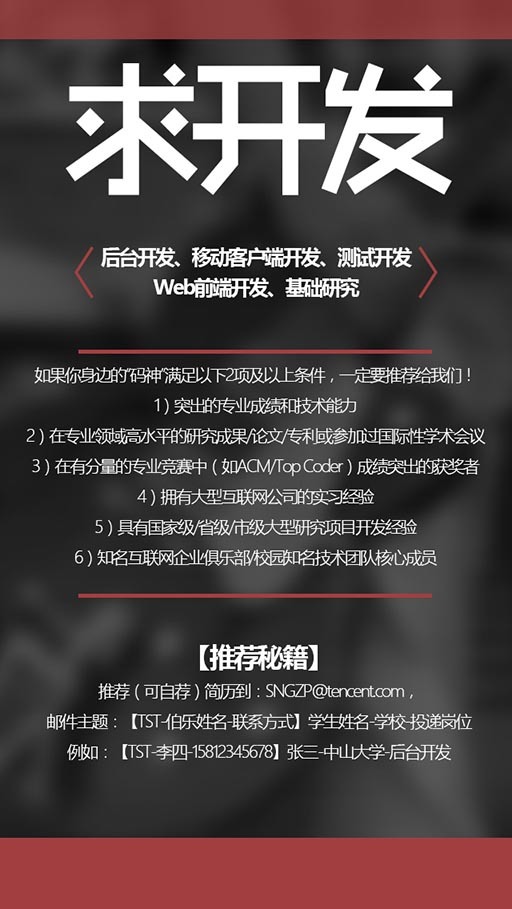 求开发
后台开发、移动客户端开发、测试开发
Web前端开发、基础研究
如果你身边的“码神”满足以下2项及以上条件，一定要推荐给我们！
1）突出的专业成绩和技术能力
2）在专业领域高水平的研究成果/论文/专利或参加过国际性学术会议
3）在有分量的专业竞赛中（如ACM/Top Coder）成绩突出的获奖者
4）拥有大型互联网公司的实习经验
5）具有国家级/省级/市级大型研究项目开发经验
6）知名互联网企业俱乐部/校园知名技术团队核心成员
【推荐秘籍】
推荐（可自荐）简历到：SNGZP@tencent.com，
邮件主题：【TST-伯乐姓名-联系方式】学生姓名-学校-投递岗位
例如：【TST-李四-15812345678】张三-中山大学-后台开发